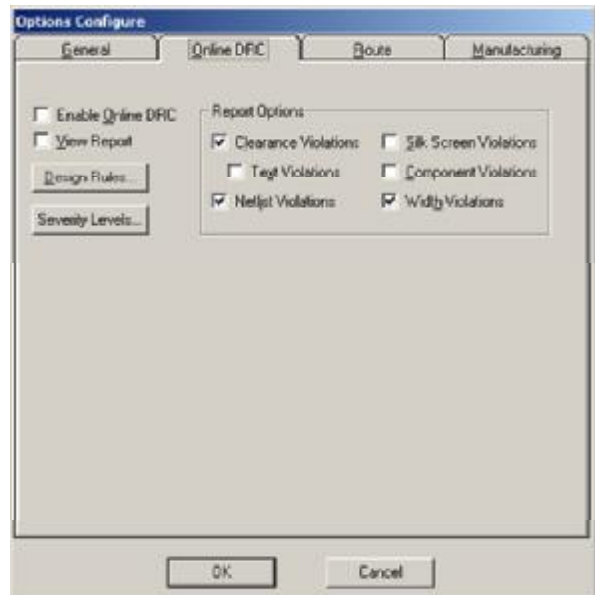 Options Configure
General
Online DRC
Route
Manufacturing
Enable Online DRC
View Report
Design Rules...
Severity Levels...
Report Options
Clearance Violations
Silk Screen Violations
Text Violations
Component Violations
Netlist Violations
Width Violations
OK
Cancel